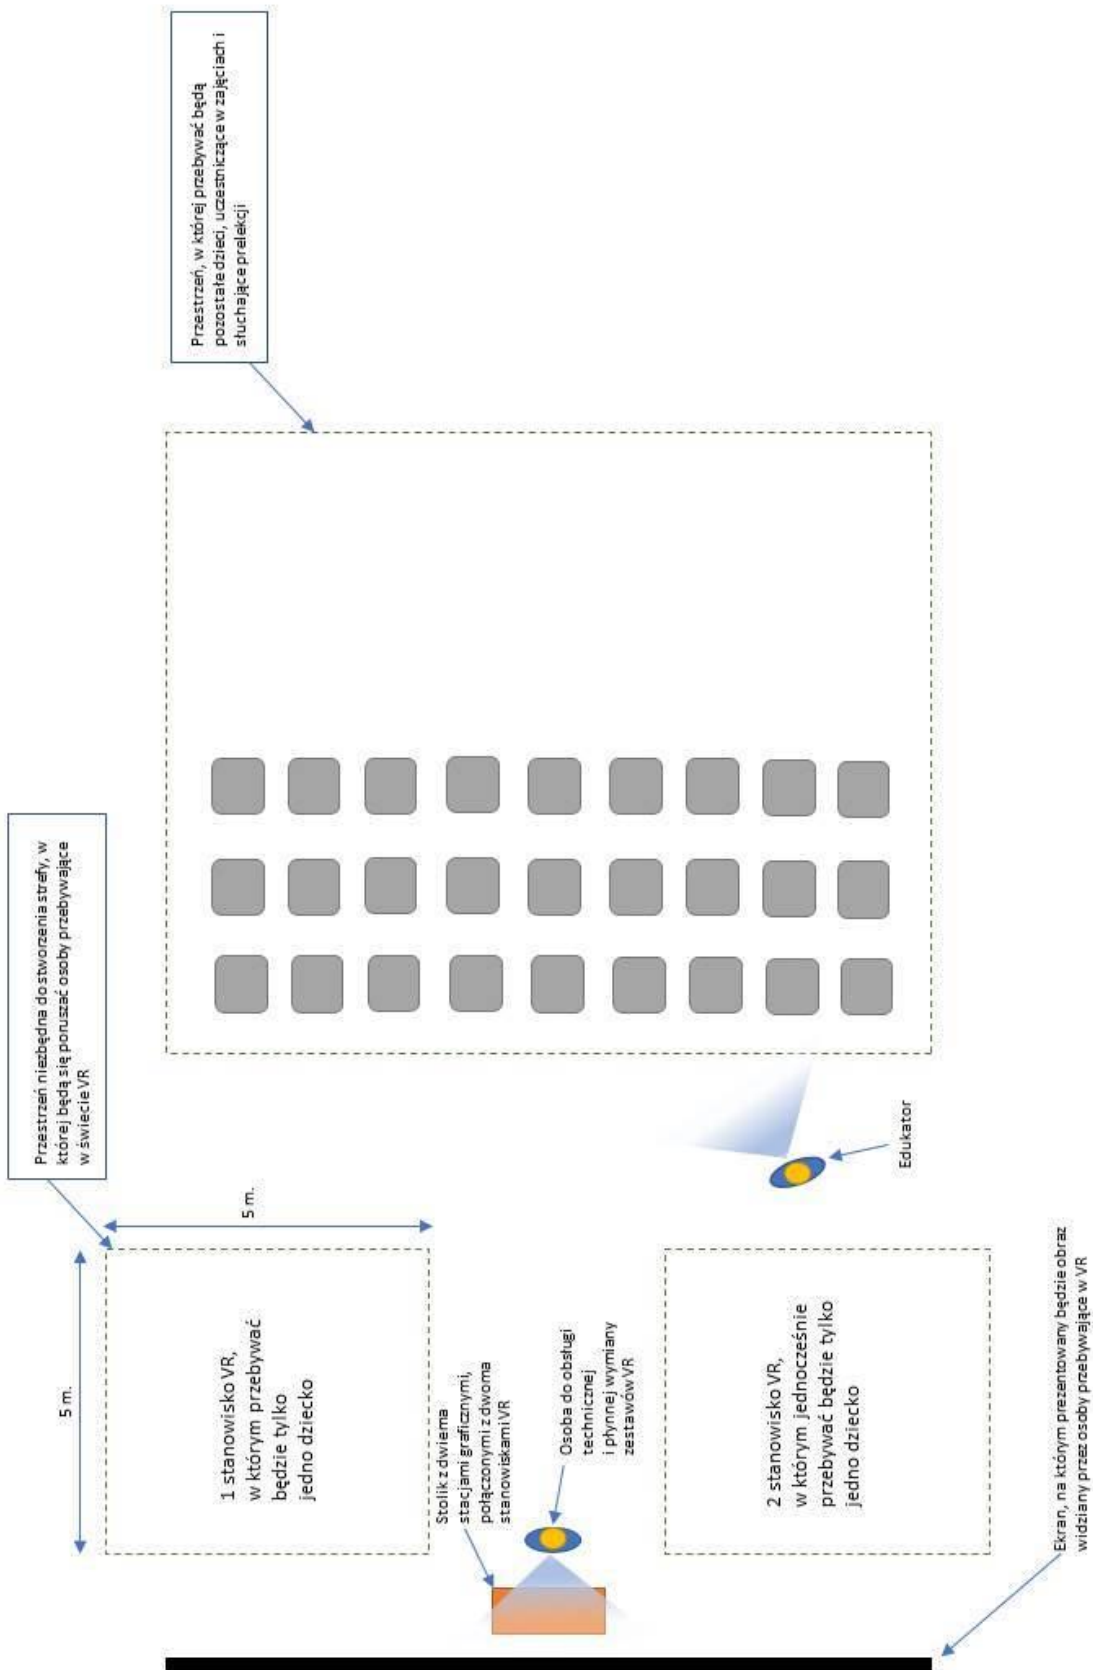 Przestrzeń niezbędna do stworzenia strefy, w
której będą się poruszać osoby przebywające
w świecie VR
Przestrzeń, w której przebywać będą
pozostałe dzieci, uczestniczące w zajęciach i
słuchające prelekcji
5 m.
5 m.
1 stanowisko VR,
w którym przebywać
będzie tylko
jedno dziecko
Stolik z dwiema
stacjami graficznymi,
połączonymi z dwoma
stanowiskami VR
Osoba do obsługi
technicznej
i płynnej wymiany
zestawów VR
2 stanowisko VR,
w którym jednocześnie
przebywać będzie tylko
jedno dziecko
Edukator
Ekran, na którym prezentowany będzie obraz
widziany przez osoby przebywające w VR